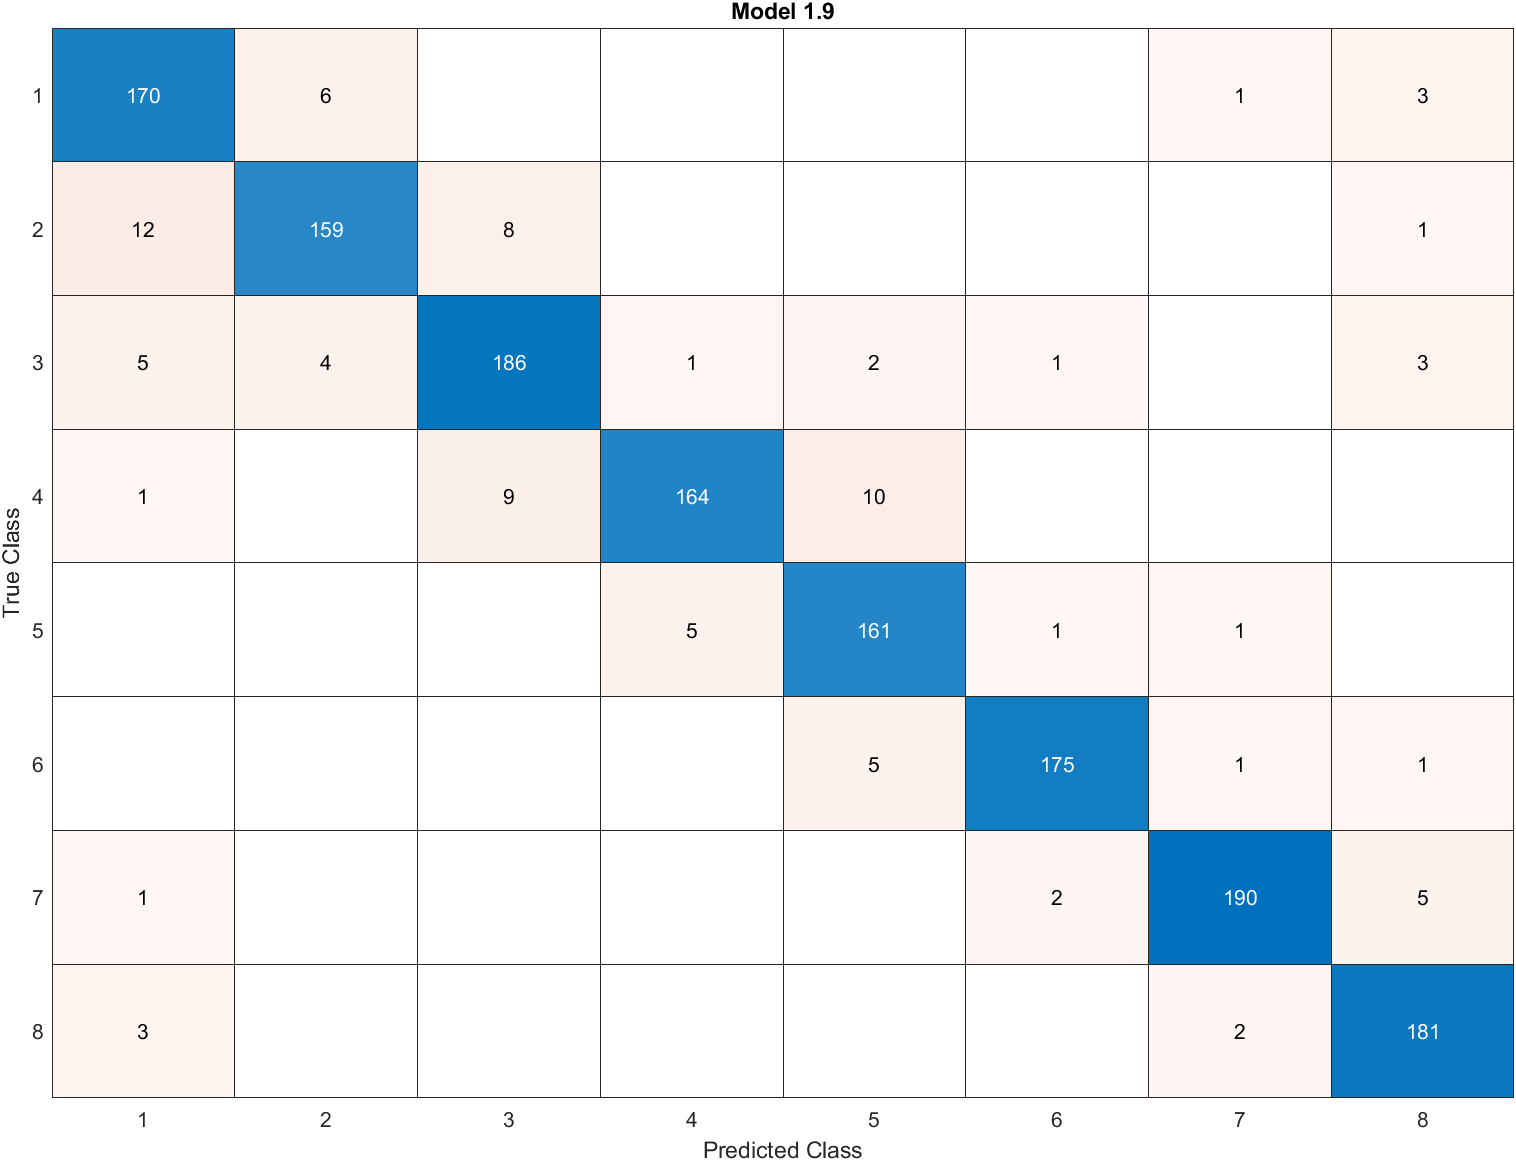 Model 1.9
1 170 6 1 3
2 12 159 8 1
3 5 4 186 1 2 1 3
4 1 9 164 10
5 5 161 1 1
6 5 175 1 1
7 1 2 190 5
8 3 2 181
1 2 3 4 5 6 7 8
Predicted Class
True Class